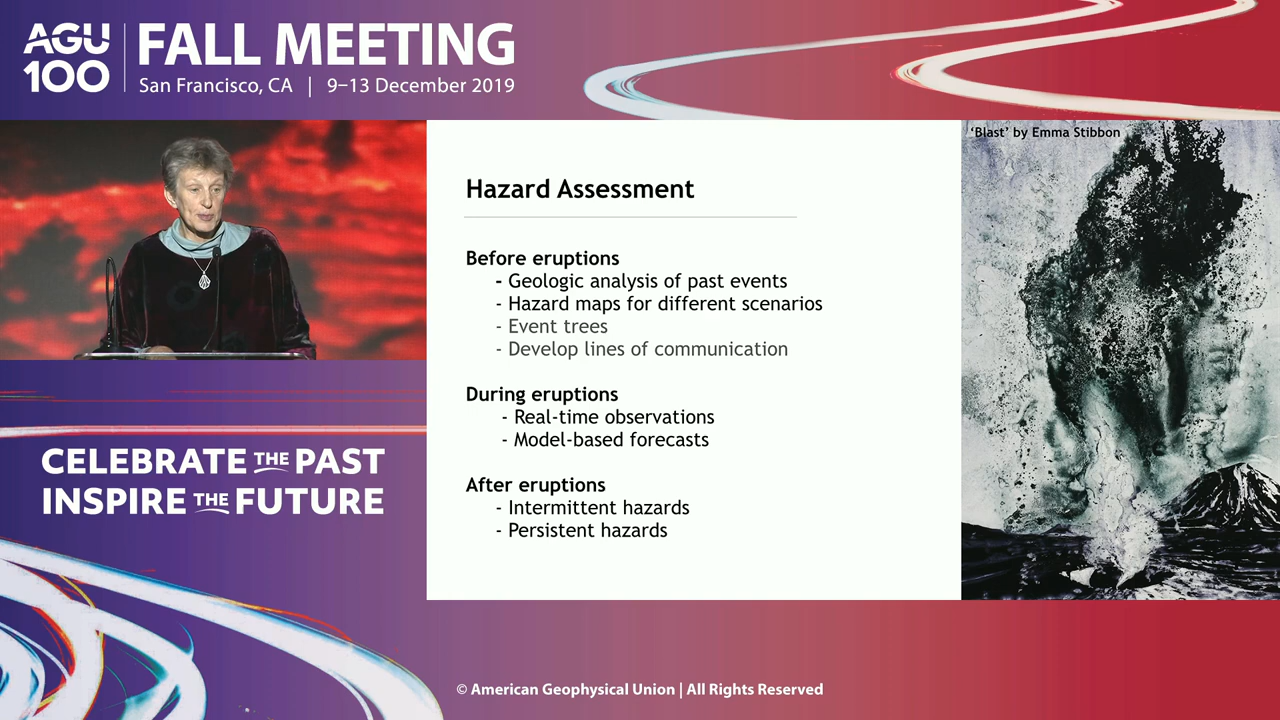 AGU
100
FALL MEETING
San Francisco, CA | 9–13 December 2019
'Blast' by Emma Stibbon
Hazard Assessment
Before eruptions
- Geologic analysis of past events
- Hazard maps for different scenarios
- Event trees
- Develop lines of communication
During eruptions
- Real-time observations
- Model-based forecasts
After eruptions
- Intermittent hazards
- Persistent hazards
CELEBRATE THE PAST
INSPIRE THE FUTURE
© American Geophysical Union | All Rights Reserved